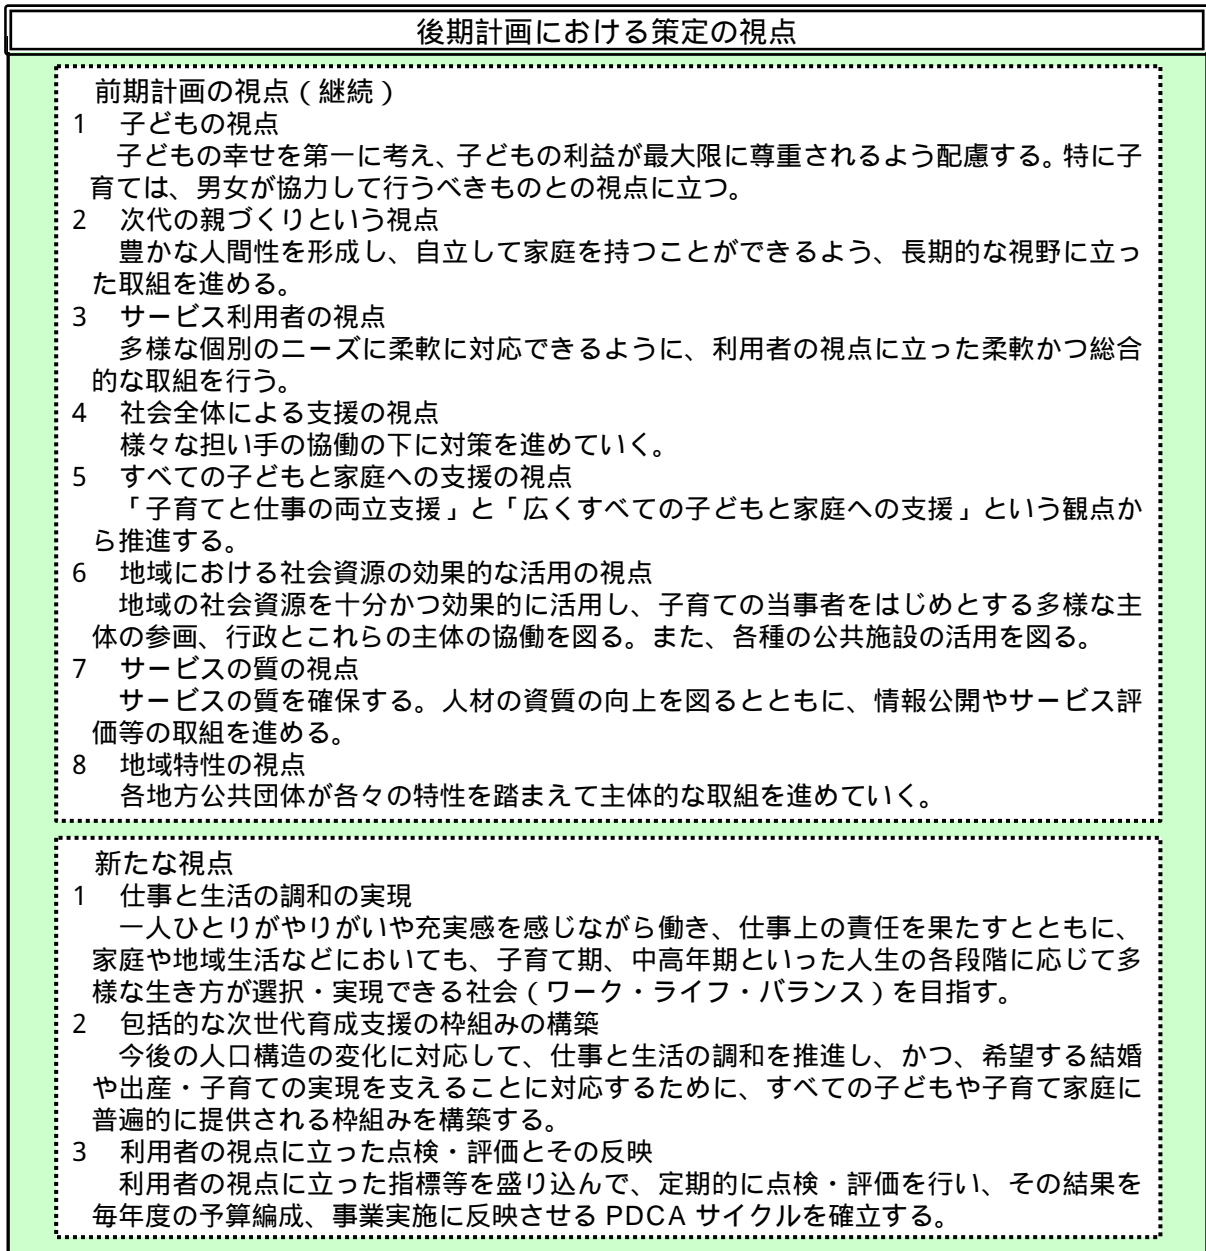 後期計画における策定の視点
前期計画の視点(継続)
1 子どもの視点
子どもの幸せを第一に考え、子どもの利益が最大限に尊重されるよう配慮する。特に子
育ては、男女が協力して行うべきものとの視点に立つ。
2 次代の親づくりという視点
豊かな人間性を形成し、自立して家庭を持つことができるよう、長期的な視野に立っ
た取組を進める。
3 サービス利用者の視点
多様な個別のニーズに柔軟に対応できるように、利用者の視点に立った柔軟かつ総合
的な取組を行う。
4 社会全体による支援の視点
様々な担い手の協働の下に対策を進めていく。
5 すべての子どもと家庭への支援の視点
「子育てと仕事の両立支援」と「広くすべての子どもと家庭への支援」という観点か
ら推進する。
6 地域における社会資源の効果的な活用の視点
地域の社会資源を十分かつ効果的に活用し、子育ての当事者をはじめとする多様な主
体の参画、行政とこれらの主体の協働を図る。また、各種の公共施設の活用を図る。
7 サービスの質の視点
サービスの質を確保する。人材の資質の向上を図るとともに、情報公開やサービス評
価等の取組を進める。
8 地域特性の視点
各地方公共団体が各々の特性を踏まえて主体的な取組を進めていく。
新たな視点
1 仕事と生活の調和の実現
一人ひとりがやりがいや充実感を感じながら働き、仕事上の責任を果たすとともに、
家庭や地域生活などにおいても、子育て期、中高年期といった人生の各段階に応じて多
様な生き方が選択・実現できる社会(ワーク・ライフ・バランス)を目指す。
2 包括的な次世代育成支援の枠組みの構築
今後の人口構造の変化に対応して、仕事と生活の調和を推進し、かつ、希望する結婚
や出産・子育ての実現を支えることに対応するために、すべての子どもや子育て家庭に
普遍的に提供される枠組みを構築する。
3 利用者の視点に立った点検・評価とその反映
利用者の視点に立った指標等を盛り込んで、定期的に点検・評価を行い、その結果を
毎年度の予算編成、事業実施に反映させる PDCA サイクルを確立する。